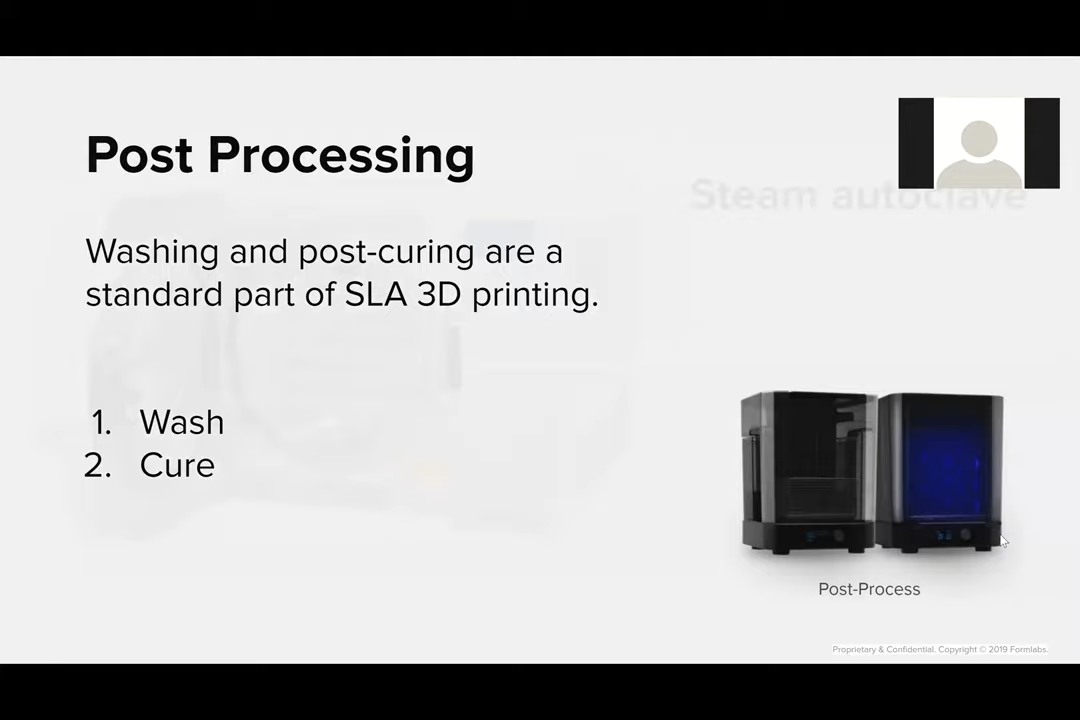 Post Processing
Steam autoclave
Washing and post-curing are a
standard part of SLA 3D printing.
1. Wash
2. Cure
Post-Process
Proprietary & Confidential. Copyright © 2019 Formlabs.